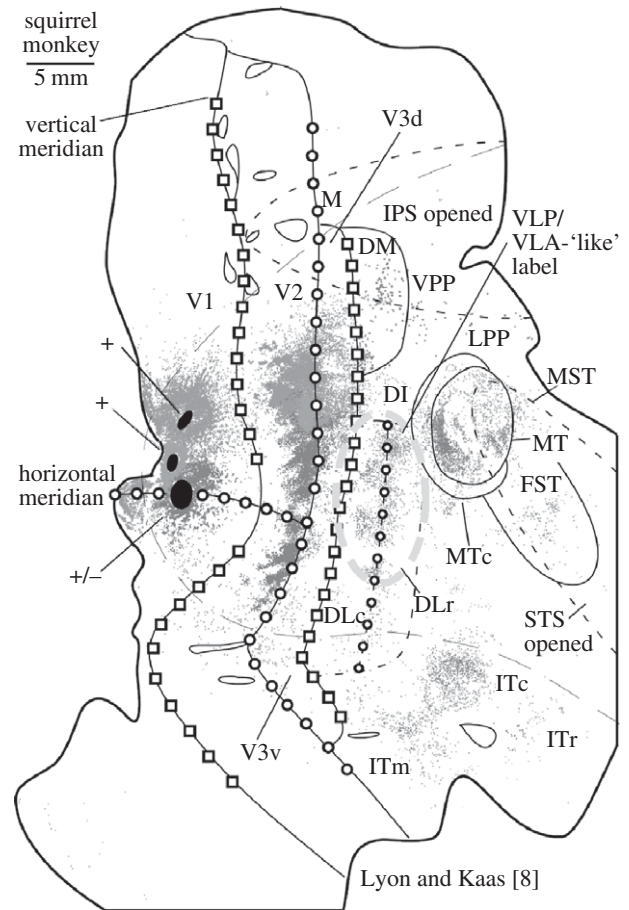 squirrel
monkey
5 mm
vertical
meridian
V3d
M
IPS opened
VLP/
VLA-‘like’
label
DM
VPP
V1
V2
LPP
+
DI
MST
+
MT
horizontal
meridian
FST
MTc
+/–
DLr
DLc
STS
opened
ITc
V3v
ITr
ITm
Lyon and Kaas [8]